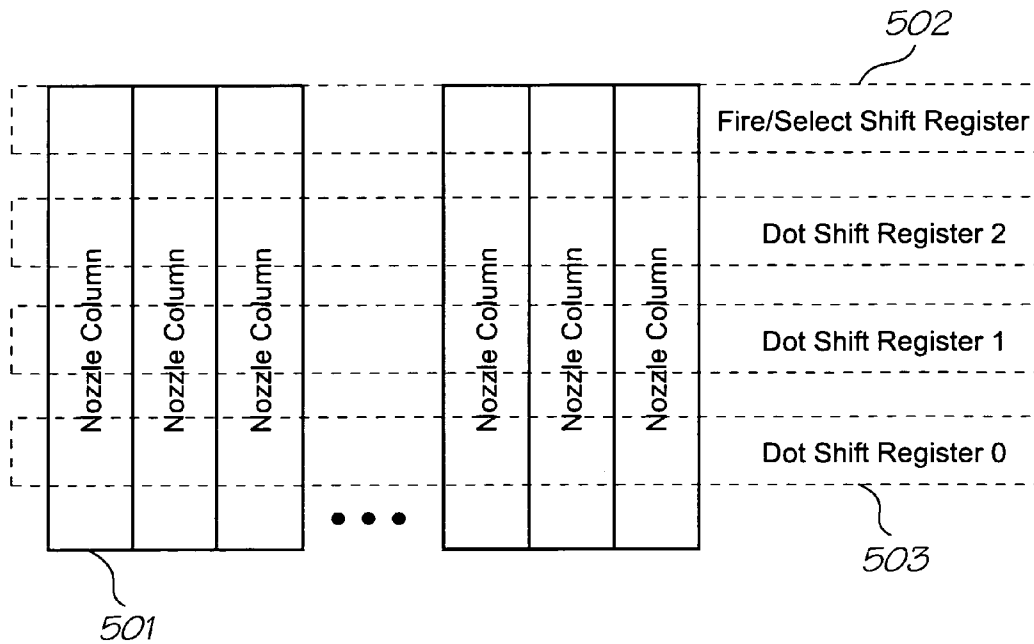 502
Fire/Select Shift Register
Dot Shift Register 2
Nozzle Column
Nozzle Column
Nozzle Column
Nozzle Column
Nozzle Column
Nozzle Column
Dot Shift Register 1
Dot Shift Register 0
503
501